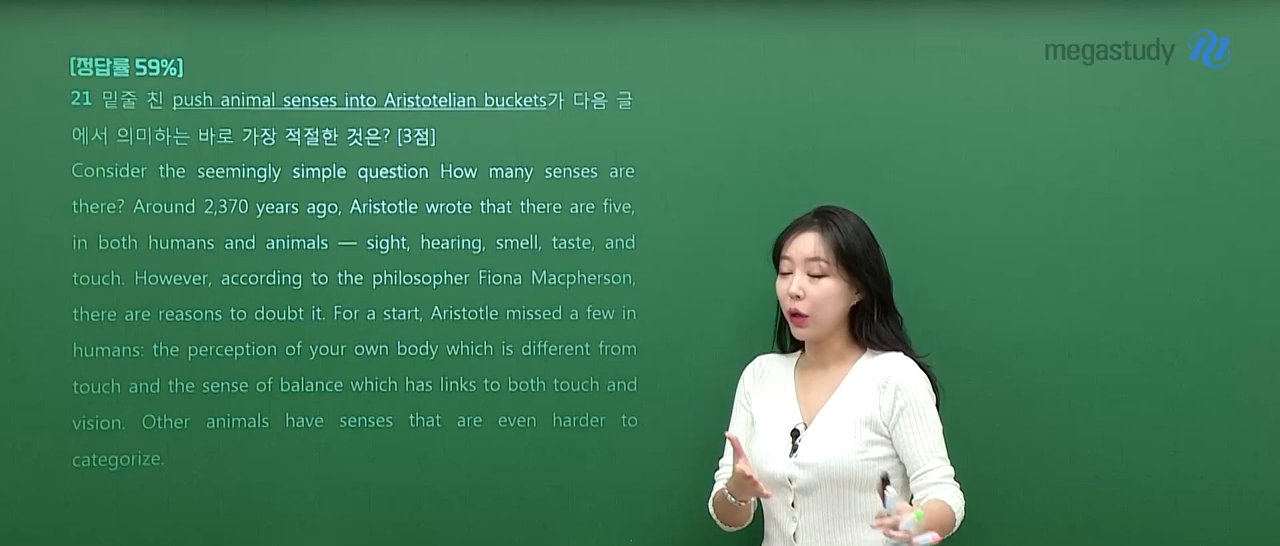 megastudy
[정답률 59%]
21 밑줄 친 push animal senses into Aristotelian buckets가 다음 글
에서 의미하는 바로 가장 적절한 것은? [3점]
Consider the seemingly simple question How many senses are
there? Around 2,370 years ago, Aristotle wrote that there are five,
in both humans and animals — sight, hearing, smell, taste, and
touch. However, according to the philosopher Fiona Macpherson,
there are reasons to doubt it. For a start, Aristotle missed a few in
humans: the perception of your own body which is different from
touch and the sense of balance which has links to both touch and
vision. Other animals have senses that are even harder to
categorize.